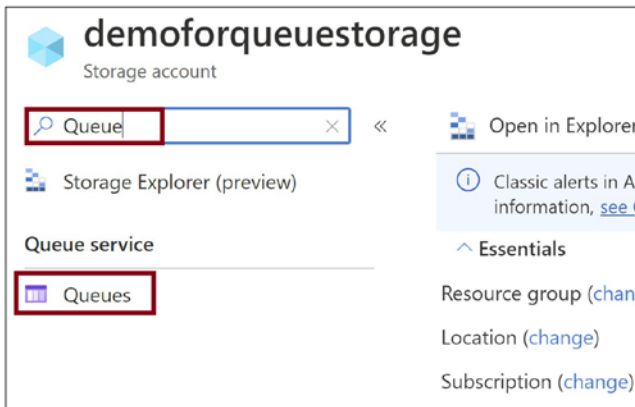 demoforqueuestorage
Storage account
Queue
Storage Explorer (preview)
Queue service
Queues
Open in Explorer
Classic alerts in A
information, see
Essentials
Resource group (chan
Location (change)
Subscription (change)